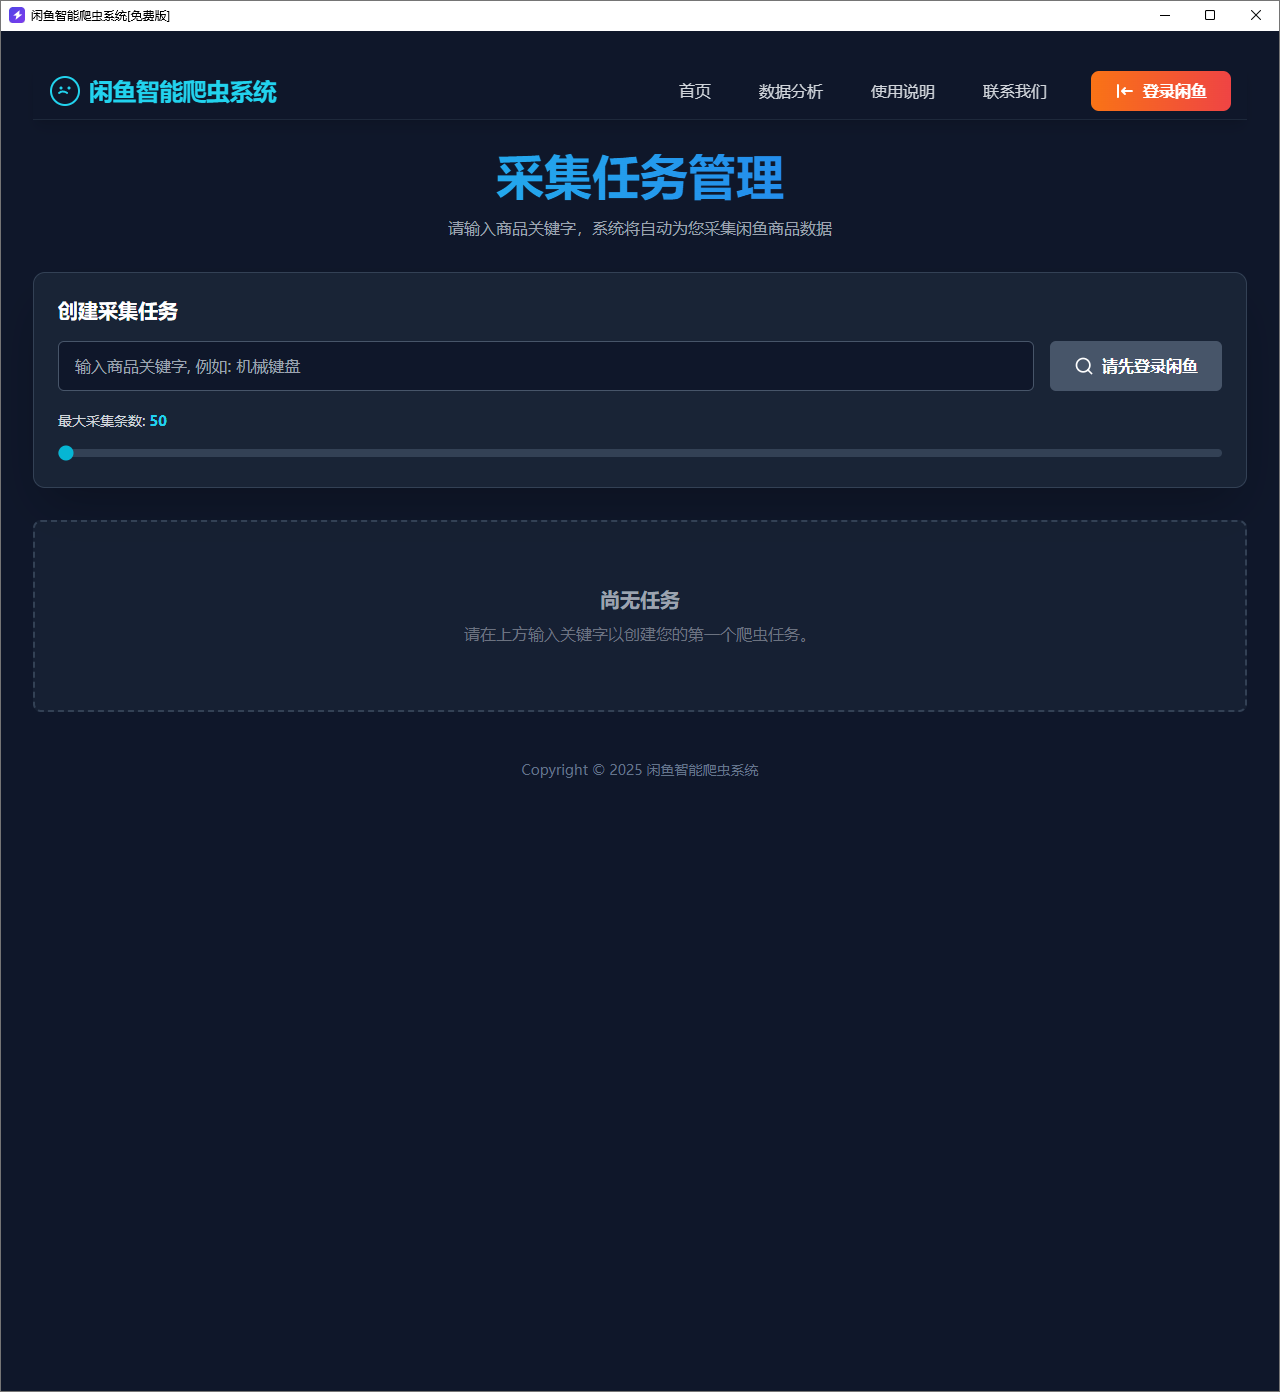 闲鱼智能爬虫系统[免费版]
闲鱼智能爬虫系统
首页
数据分析
使用说明
联系我们
登录闲鱼
采集任务管理
请输入商品关键字，系统将自动为您采集闲鱼商品数据
创建采集任务
输入商品关键字, 例如: 机械键盘
请先登录闲鱼
最大采集条数: 50
尚无任务
请在上方输入关键字以创建您的第一个爬虫任务。
Copyright © 2025 闲鱼智能爬虫系统